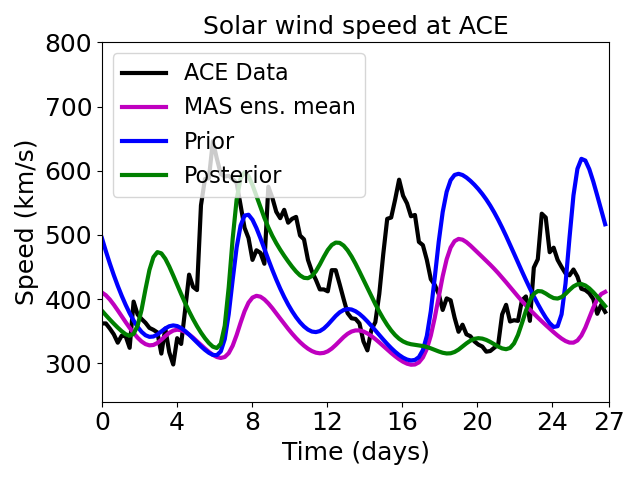 Solar wind speed at ACE
Speed (km/s)
800
700
600
500
400
300
ACE Data
MAS ens. mean
Prior
Posterior
0 4 8 12 16 20 24 27
Time (days)